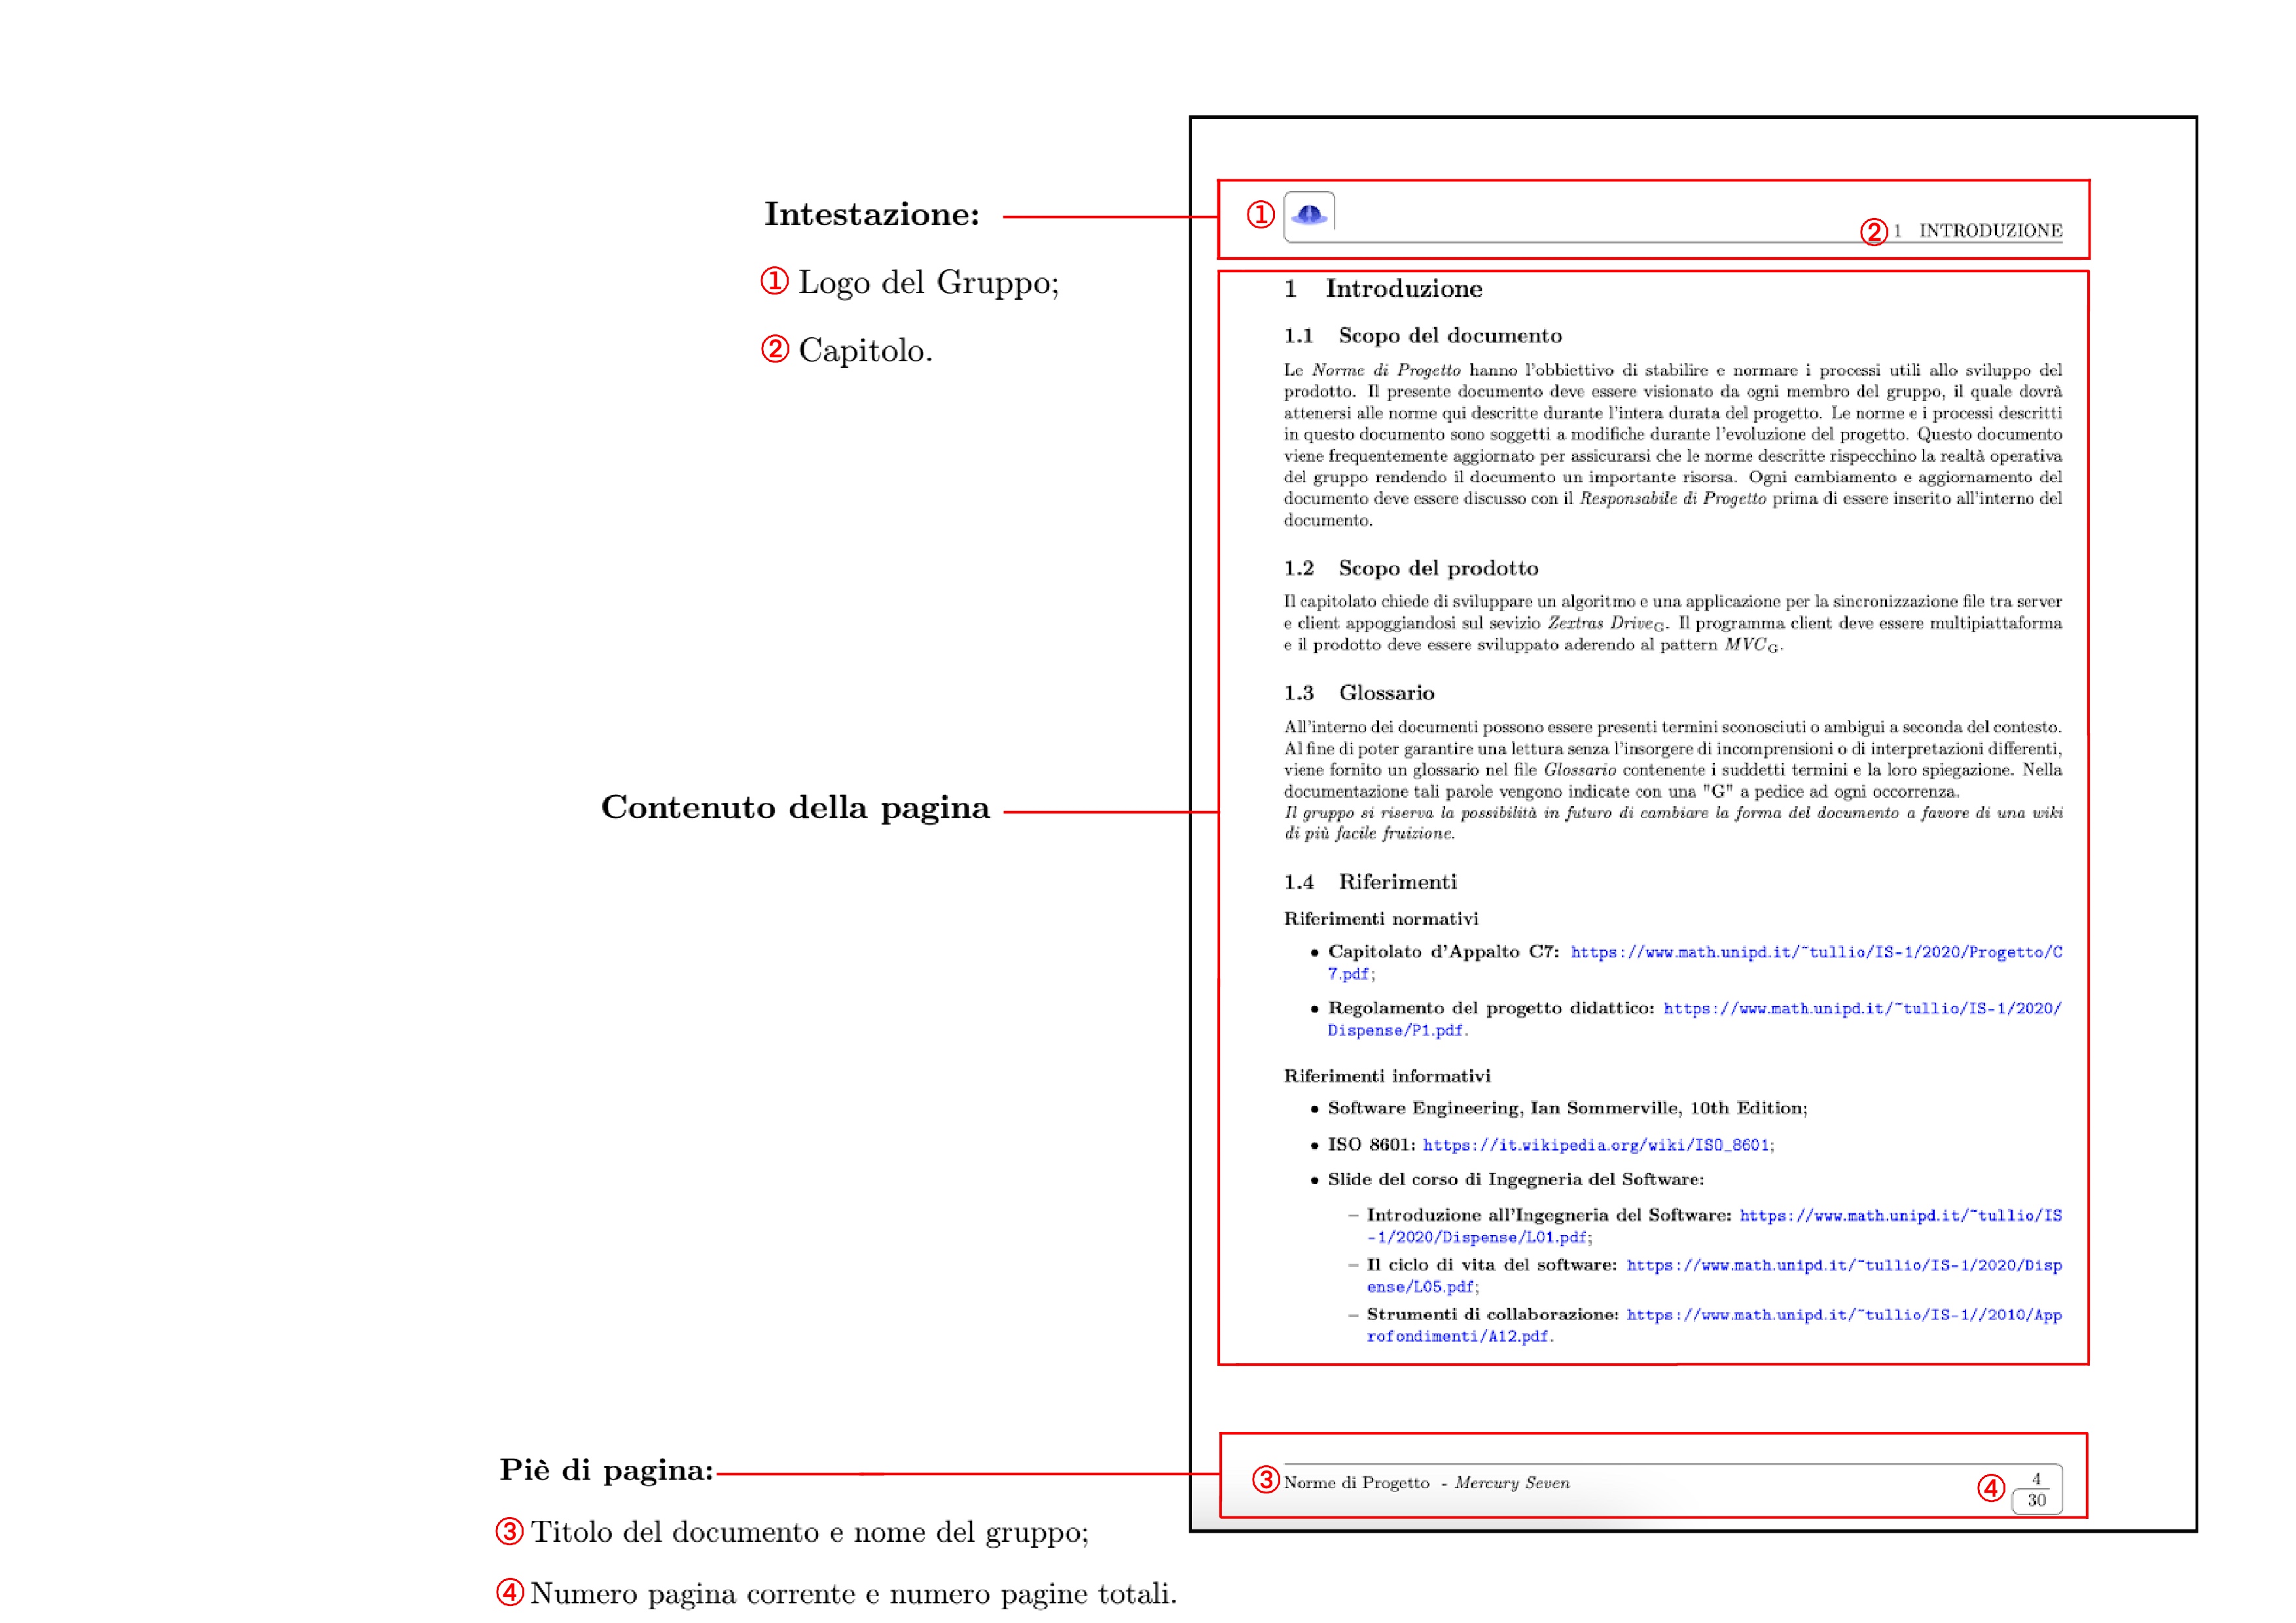 Intestazione:
① Logo del Gruppo;
② Capitolo.
Contenuto della pagina
Piè di pagina:
③ Titolo del documento e nome del gruppo;
④ Numero pagina corrente e numero pagine totali.
①
② 1 INTRODUZIONE
1 Introduzione
1.1 Scopo del documento
Le Norme di Progetto hanno l'obbiettivo di stabilire e normare i processi utili allo sviluppo del
prodotto. Il presente documento deve essere visionato da ogni membro del gruppo, il quale dovrà
attenersi alle norme qui descritte durante l'intera durata del progetto. Le norme e i processi descritti
in questo documento sono soggetti a modifiche durante l'evoluzione del progetto. Questo documento
viene frequentemente aggiornato per assicurarsi che le norme descritte rispecchino la realtà operativa
del gruppo rendendo il documento un importante risorsa. Ogni cambiamento e aggiornamento del
documento deve essere discusso con il Responsabile di Progetto prima di essere inserito all'interno del
documento.
1.2 Scopo del prodotto
Il capitolato chiede di sviluppare un algoritmo e una applicazione per la sincronizzazione file tra server
e client appoggiandosi sul sevizio Zextras DriveG. Il programma client deve essere multipiattaforma
e il prodotto deve essere sviluppato aderendo al pattern MVCG.
1.3 Glossario
All'interno dei documenti possono essere presenti termini sconosciuti o ambigui a seconda del contesto.
Al fine di poter garantire una lettura senza l'insorgere di incomprensioni o di interpretazioni differenti,
viene fornito un glossario nel file Glossario contenente i suddetti termini e la loro spiegazione. Nella
documentazione tali parole vengono indicate con una "G" a pedice ad ogni occorrenza.
Il gruppo si riserva la possibilità in futuro di cambiare la forma del documento a favore di una wiki
di più facile fruizione.
1.4 Riferimenti
Riferimenti normativi
• Capitolato d'Appalto C7: https://www.math.unipd.it/~tullio/IS-1/2020/Progetto/C
7.pdf;
• Regolamento del progetto didattico: https://www.math.unipd.it/~tullio/IS-1/2020/
Dispense/P1.pdf.
Riferimenti informativi
• Software Engineering, Ian Sommerville, 10th Edition;
• ISO 8601: https://it.wikipedia.org/wiki/ISO_8601;
• Slide del corso di Ingegneria del Software:
– Introduzione all'Ingegneria del Software: https://www.math.unipd.it/~tullio/IS
-1/2020/Dispense/L01.pdf;
– Il ciclo di vita del software: https://www.math.unipd.it/~tullio/IS-1/2020/Disp
ense/L05.pdf;
– Strumenti di collaborazione: https://www.math.unipd.it/~tullio/IS-1//2010/App
rofondimenti/A12.pdf.
③ Norme di Progetto - Mercury Seven
④ 4
30